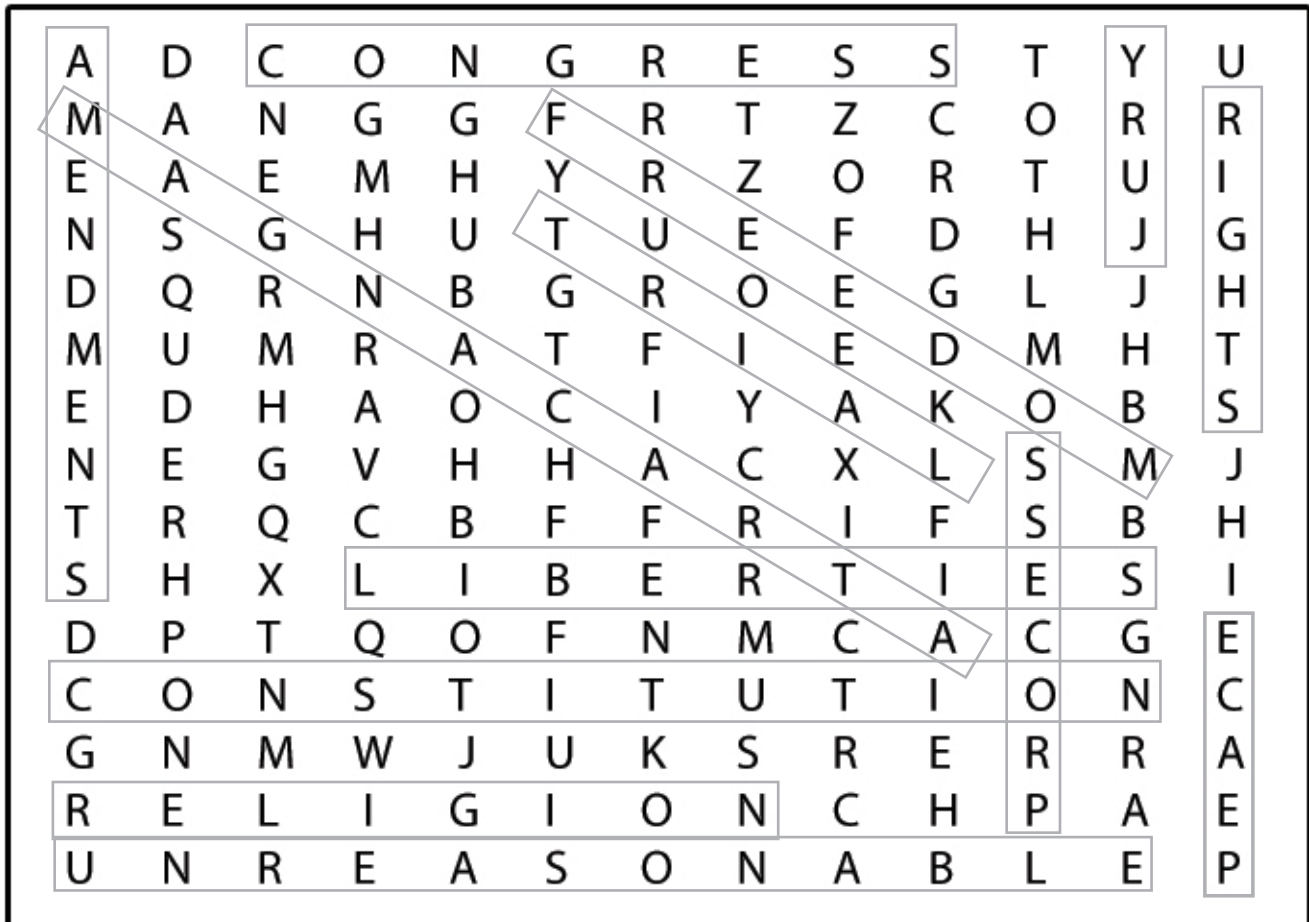 A D C O N G R E S S T Y U
M A N G G F R T Z C O R R
E A E M H Y R Z O R T U I
N S G H U T U E F D H J G
D Q R N B G R O E G L J H
M U M R A T F I E D M H T
E D H A O C I Y A K O B S
N E G V H H A C X L S M J
T R Q C B F F R I F S B H
S H X L I B E R T I E S I
D P T Q O F N M C A C G E
C O N S T I T U T I O N C
G N M W J U K S R E R R A
R E L I G I O N C H P A E
U N R E A S O N A B L E P